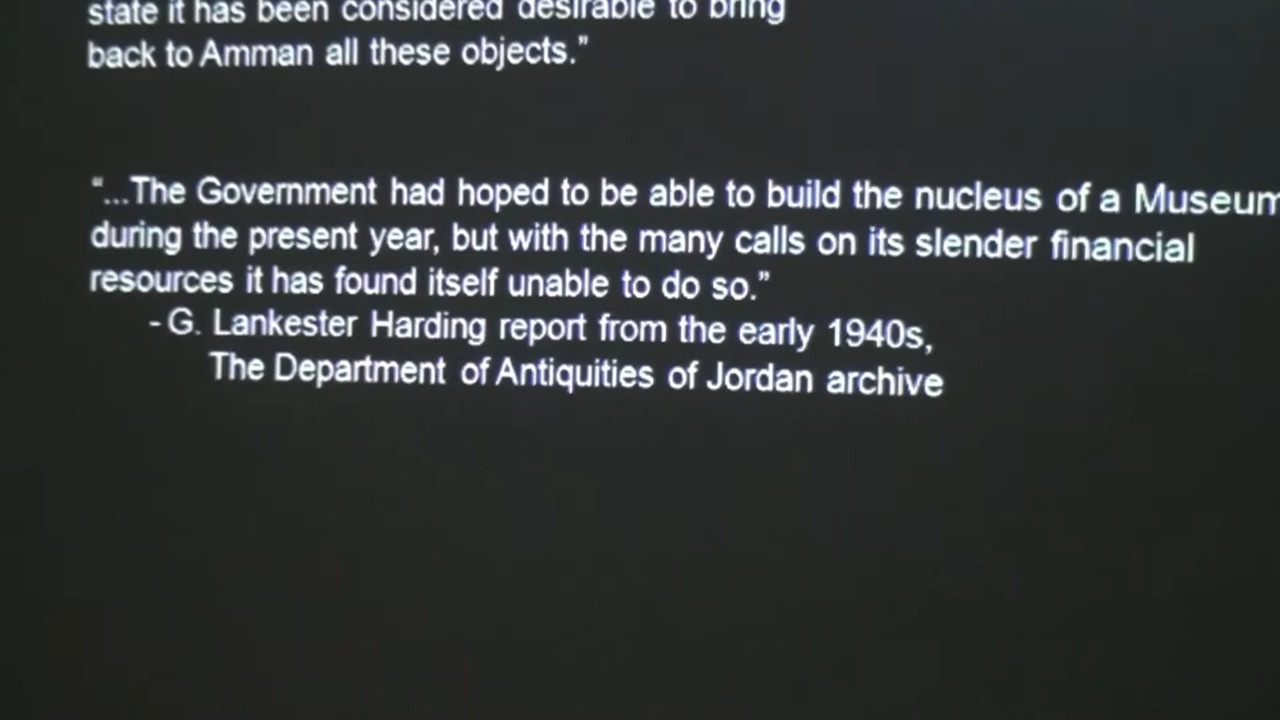 state it has been considered desirable to bring
back to Amman all these objects.”
“...The Government had hoped to be able to build the nucleus of a Museum
during the present year, but with the many calls on its slender financial
resources it has found itself unable to do so.”
- G. Lankester Harding report from the early 1940s,
The Department of Antiquities of Jordan archive